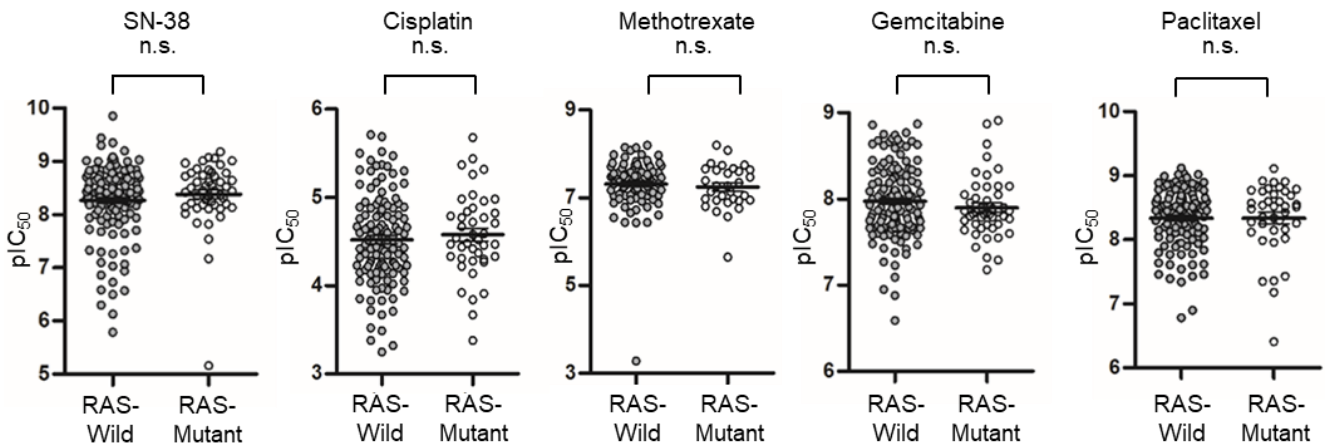 SN-38
n.s.
pIC50
10
9
8
7
6
5
RAS-
Wild
RAS-
Mutant
Cisplatin
n.s.
pIC50
6
5
4
3
RAS-
Wild
RAS-
Mutant
Methotrexate
n.s.
pIC50
9
7
5
3
RAS-
Wild
RAS-
Mutant
Gemcitabine
n.s.
pIC50
9
8
7
6
RAS-
Wild
RAS-
Mutant
Paclitaxel
n.s.
pIC50
10
9
8
7
6
RAS-
Wild
RAS-
Mutant